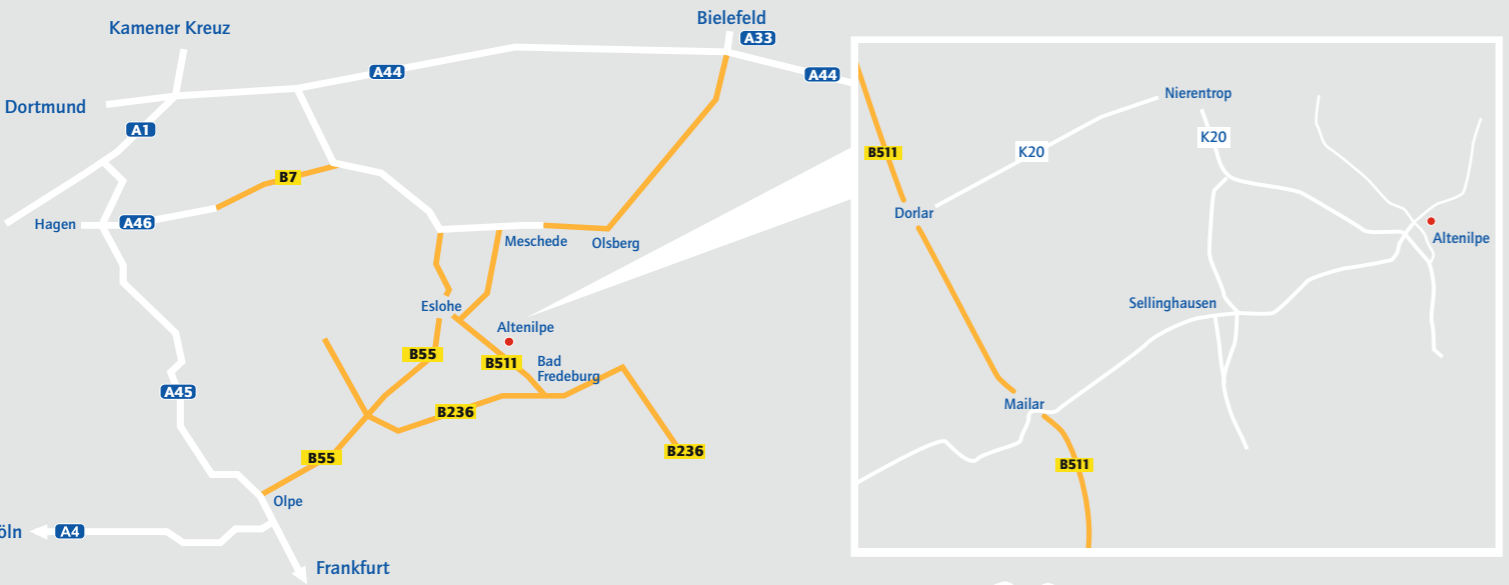 Bielefeld
Kamener Kreuz
A33
A44
A44
Dortmund
A1
B7
Hagen
A46
Meschede
Olsberg
Eslohe
Altenilpe
B55
B511
Bad
Fredeburg
A45
B236
B236
B55
Olpe
öln
A4
Frankfurt
Nierentrop
K20
K20
B511
Dorlar
Altenilpe
Sellinghausen
Mailar
B511